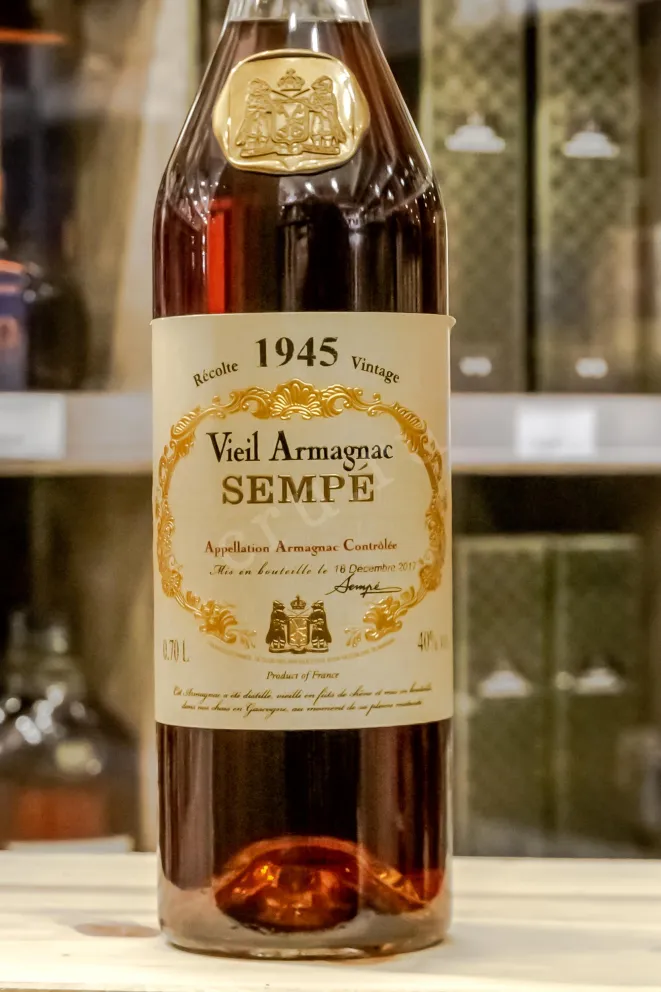 Récolte 1945 Vintage
Vieil Armagnac
SEMPÉ
Appellation Armagnac Contrôlée
Mis en bouteille le 18 Décembre 2017
Sempé
0.70 L 40%
Product of France
Cet Armagnac a été distillé, vieilli en fûts de chêne et mis en bouteille
dans nos chais en Gascogne, au moment de sa pleine maturité